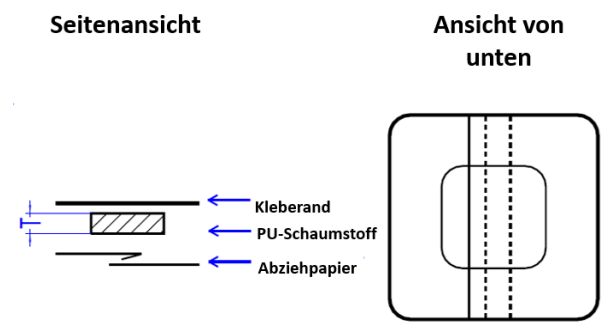 Seitenansicht
Ansicht von
unten
Kleberand
T
PU-Schaumstoff
Abziehpapier